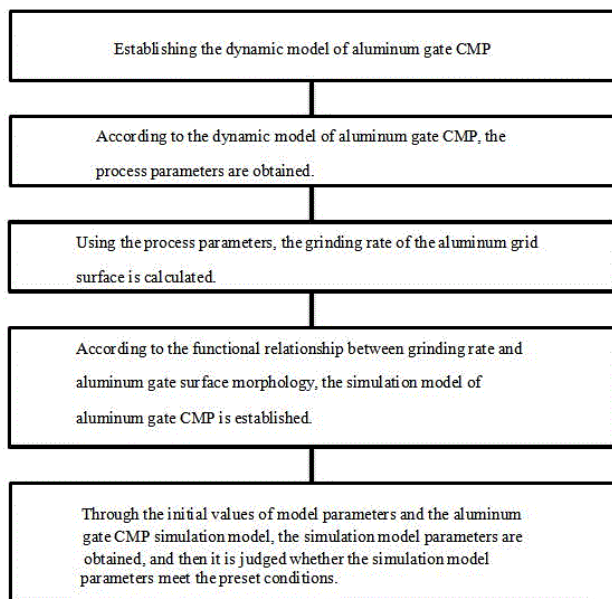 Establishing the dynamic model of aluminum gate CMP
According to the dynamic model of aluminum gate CMP, the
process parameters are obtained.
Using the process parameters, the grinding rate of the aluminum grid
surface is calculated.
According to the functional relationship between grinding rate and
aluminum gate surface morphology, the simulation model of
aluminum gate CMP is established.
Through the initial values of model parameters and the aluminum
gate CMP simulation model, the simulation model parameters are
obtained, and then it is judged whether the simulation model
parameters meet the preset conditions.